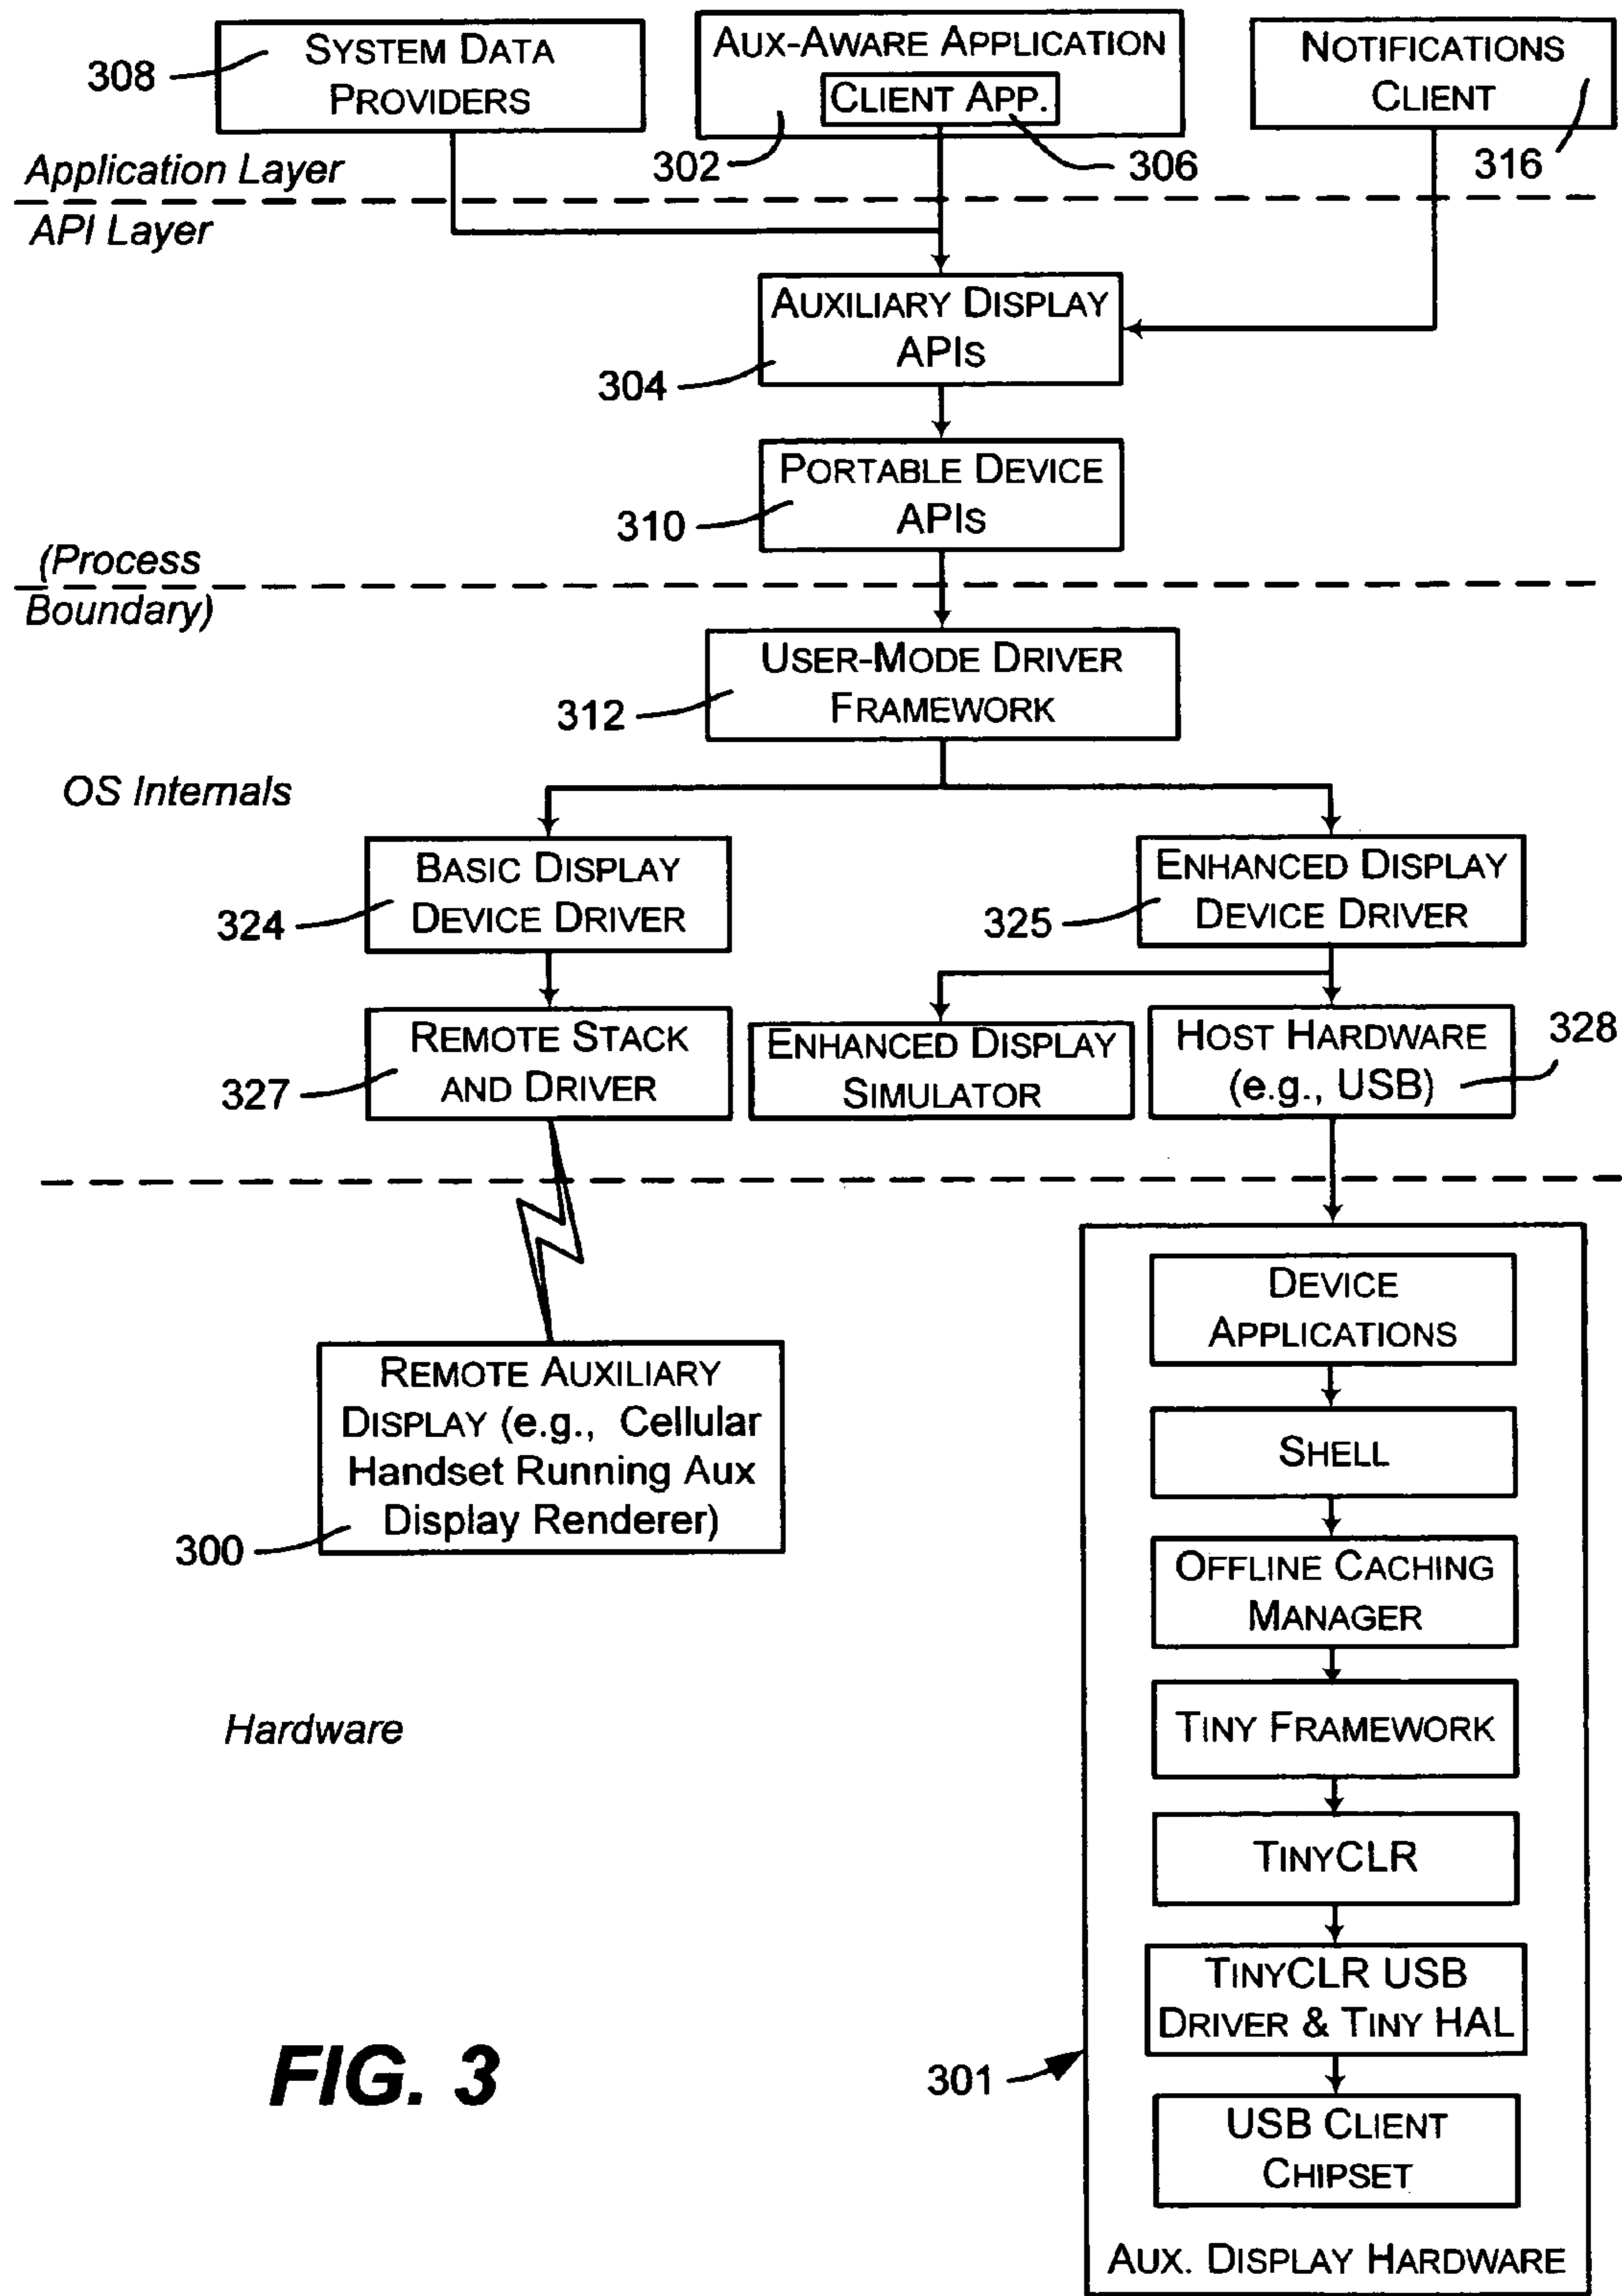 SYSTEM DATA
PROVIDERS
308
AUX-AWARE APPLICATION
CLIENT APP.
302
306
NOTIFICATIONS
CLIENT
316
Application Layer
API Layer
AUXILIARY DISPLAY
APIS
304
PORTABLE DEVICE
APIS
310
(Process
Boundary)
USER-MODE DRIVER
FRAMEWORK
312
OS Internals
BASIC DISPLAY
DEVICE DRIVER
324
ENHANCED DISPLAY
DEVICE DRIVER
325
REMOTE STACK
AND DRIVER
327
ENHANCED DISPLAY
SIMULATOR
HOST HARDWARE
(e.g., USB)
328
REMOTE AUXILIARY
DISPLAY (e.g., Cellular
Handset Running Aux
Display Renderer)
300
DEVICE
APPLICATIONS
SHELL
OFFLINE CACHING
MANAGER
Hardware
TINY FRAMEWORK
TINYCLR
TINYCLR USB
DRIVER & TINY HAL
301
USB CLIENT
CHIPSET
AUX. DISPLAY HARDWARE
FIG. 3